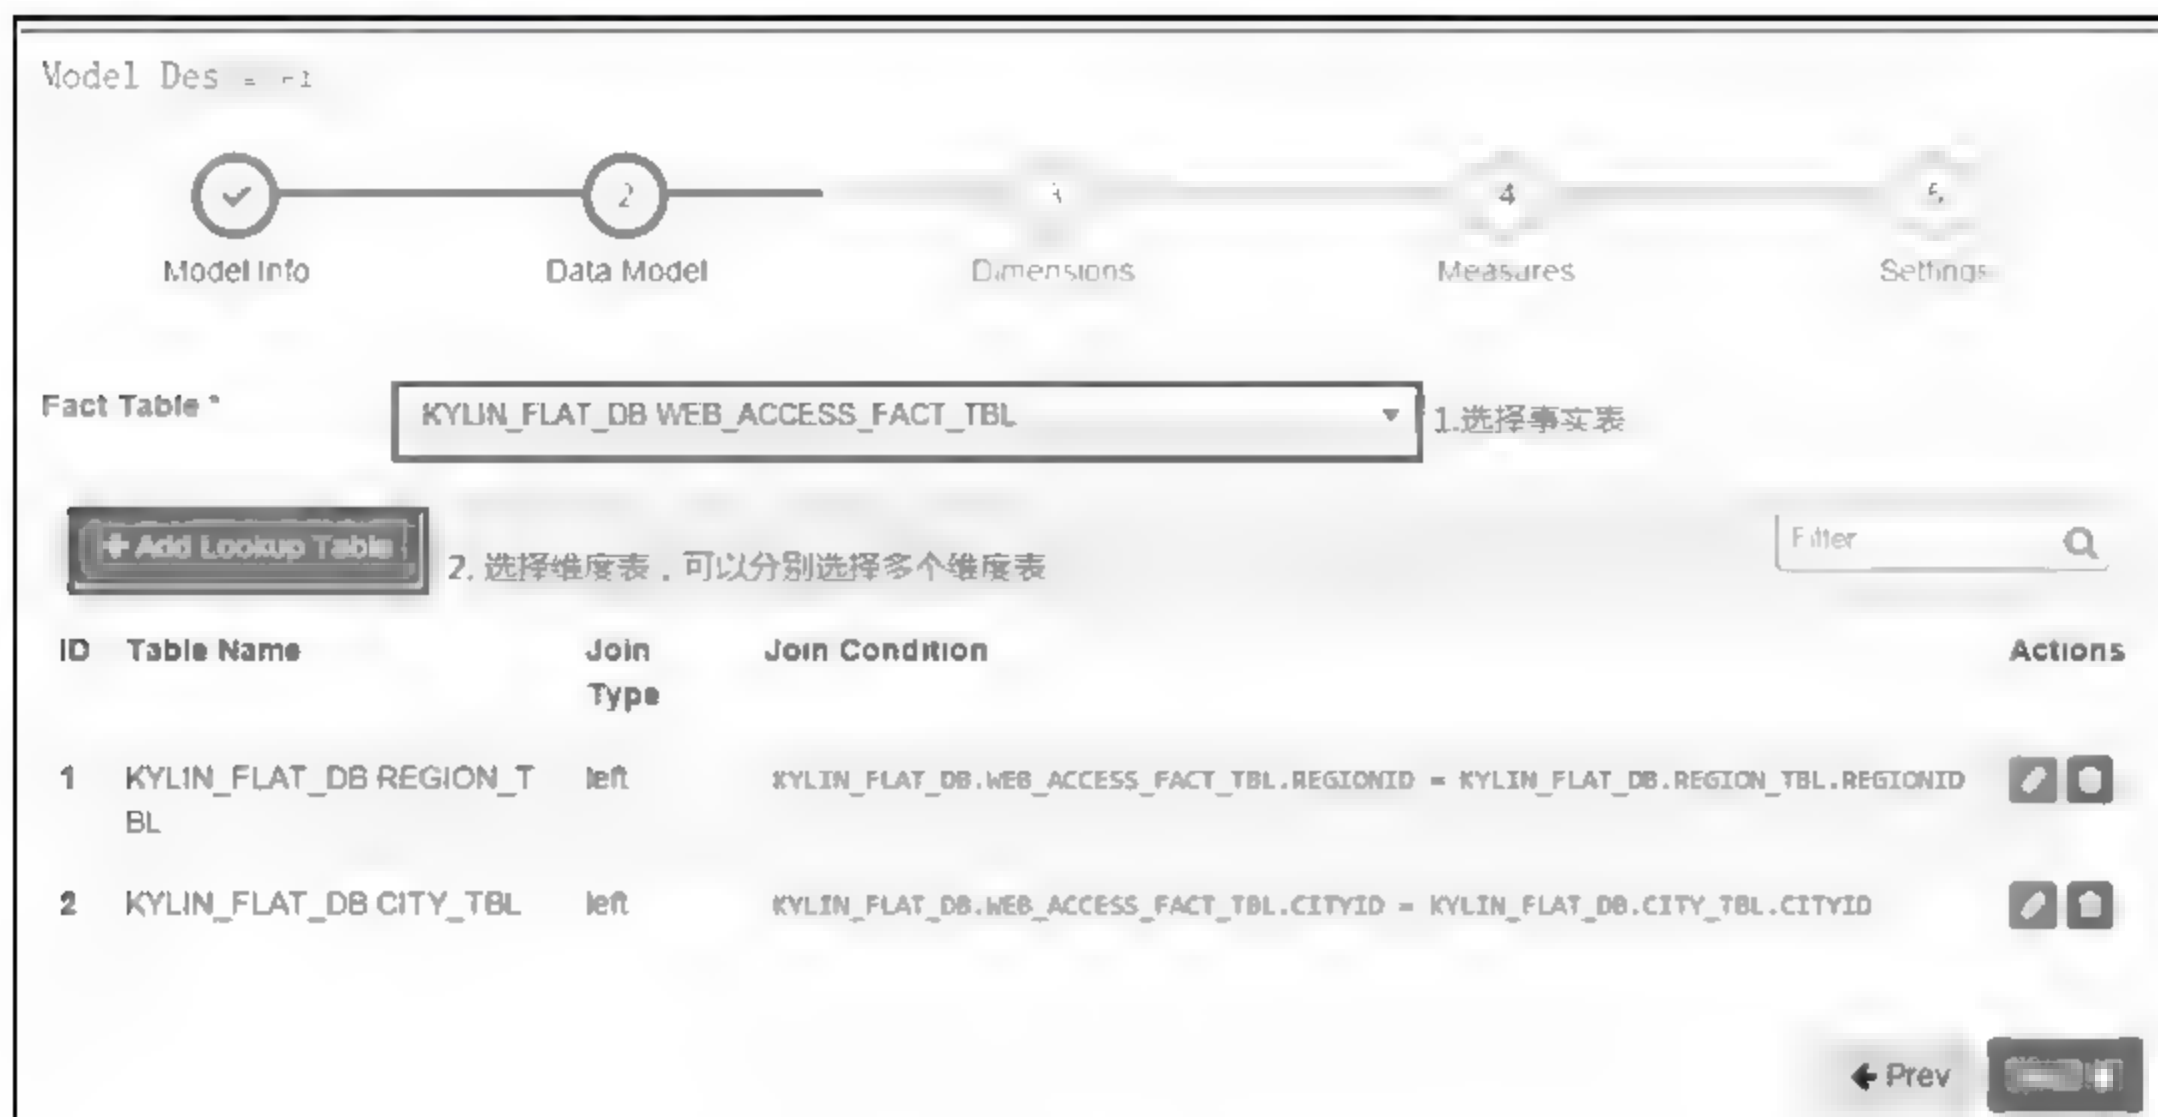 Model Des
2 3 4 5
Model Info Data Model Dimensions Measures Settings
Fact Table * KYLIN_FLAT_DB WEB_ACCESS_FACT_TBL 1.选择事实表
+ Add Lookup Table 2. 选择维度表，可以分别选择多个维度表 Filter
ID Table Name Join Type Join Condition Actions
1 KYLIN_FLAT_DB REGION_T left KYLIN_FLAT_DB.WEB_ACCESS_FACT_TBL.REGIONID = KYLIN_FLAT_DB.REGION_TBL.REGIONID
BL
2 KYLIN_FLAT_DB CITY_TBL left KYLIN_FLAT_DB.WEB_ACCESS_FACT_TBL.CITYID = KYLIN_FLAT_DB.CITY_TBL.CITYID
Prev